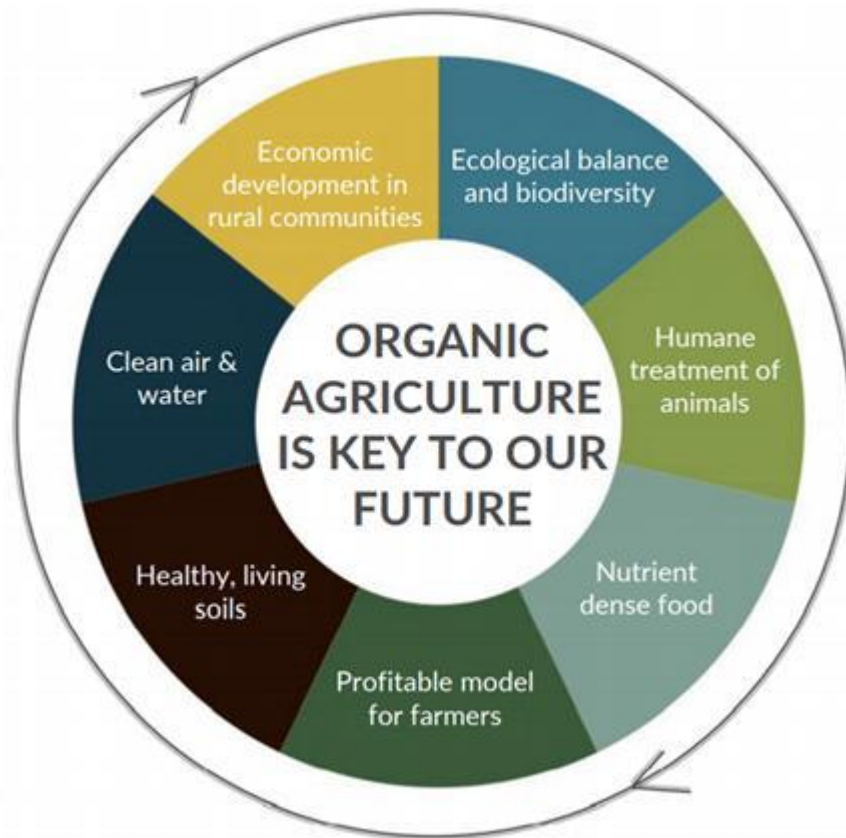 ORGANIC
AGRICULTURE
IS KEY TO OUR
FUTURE
Ecological balance
and biodiversity
Humane
treatment of
animals
Nutrient
dense food
Profitable model
for farmers
Healthy, living
soils
Clean air &
water
Economic
development in
rural communities